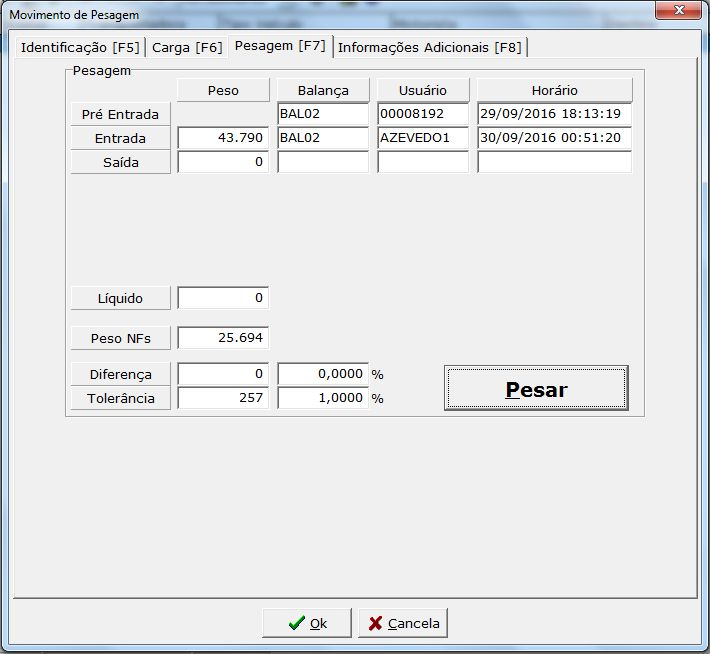 Movimento de Pesagem
Identificação [F5] Carga [F6] Pesagem [F7] Informações Adicionais [F8]
Pesagem
Peso Balança Usuário Horário
Pré Entrada BAL02 00008192 29/09/2016 18:13:19
Entrada 43.790 BAL02 AZEVEDO1 30/09/2016 00:51:20
Saída 0
Líquido 0
Peso NFs 25.694
Diferença 0 0,0000 %
Tolerância 257 1,0000 %
Pesar
Ok Cancela